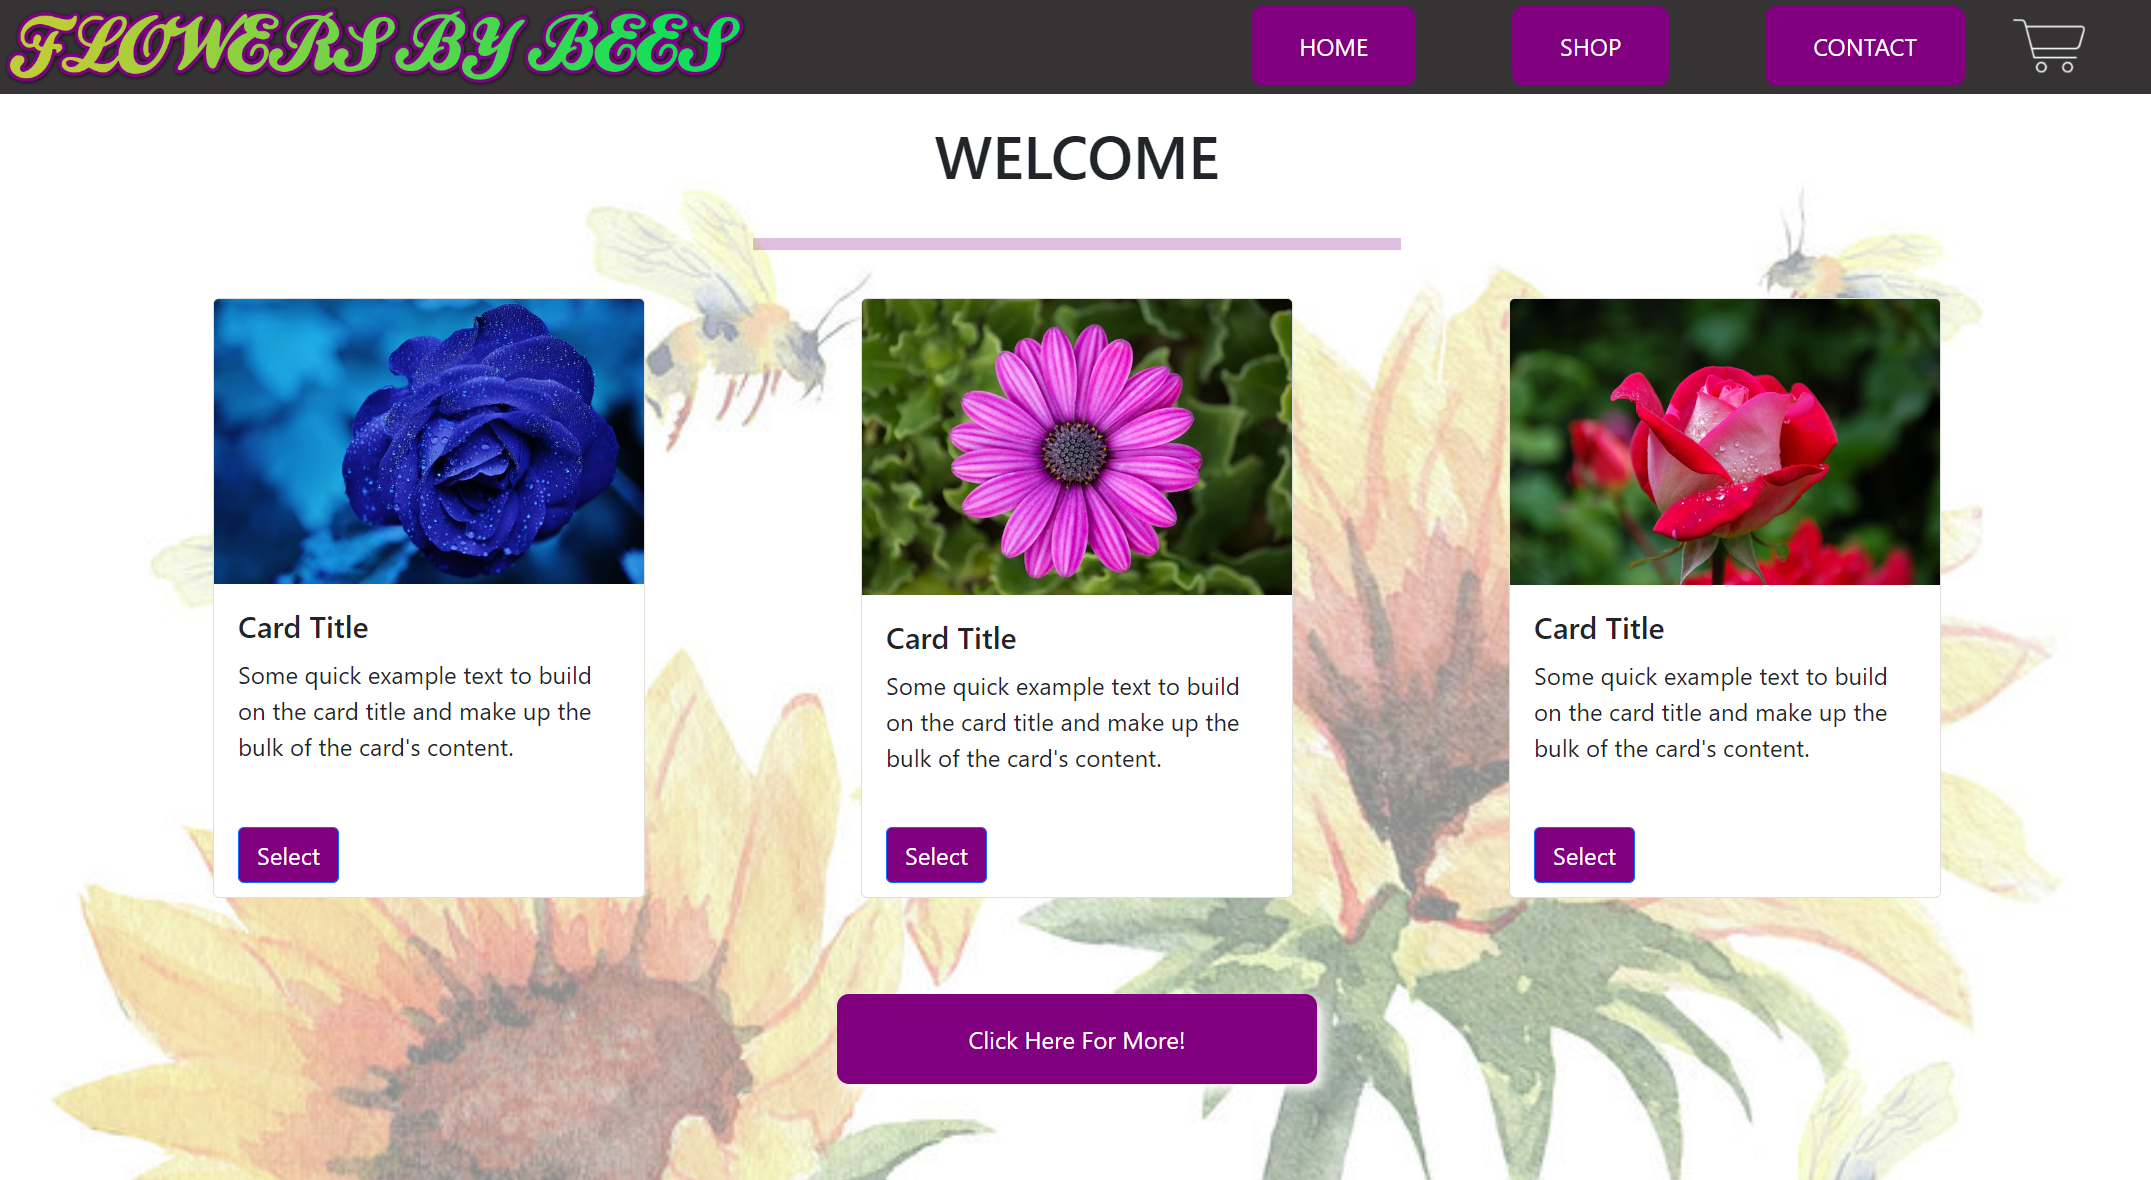 FLOWERS BY BEES
HOME
SHOP
CONTACT
WELCOME
Card Title
Some quick example text to build
on the card title and make up the
bulk of the card's content.
Select
Card Title
Some quick example text to build
on the card title and make up the
bulk of the card's content.
Select
Card Title
Some quick example text to build
on the card title and make up the
bulk of the card's content.
Select
Click Here For More!